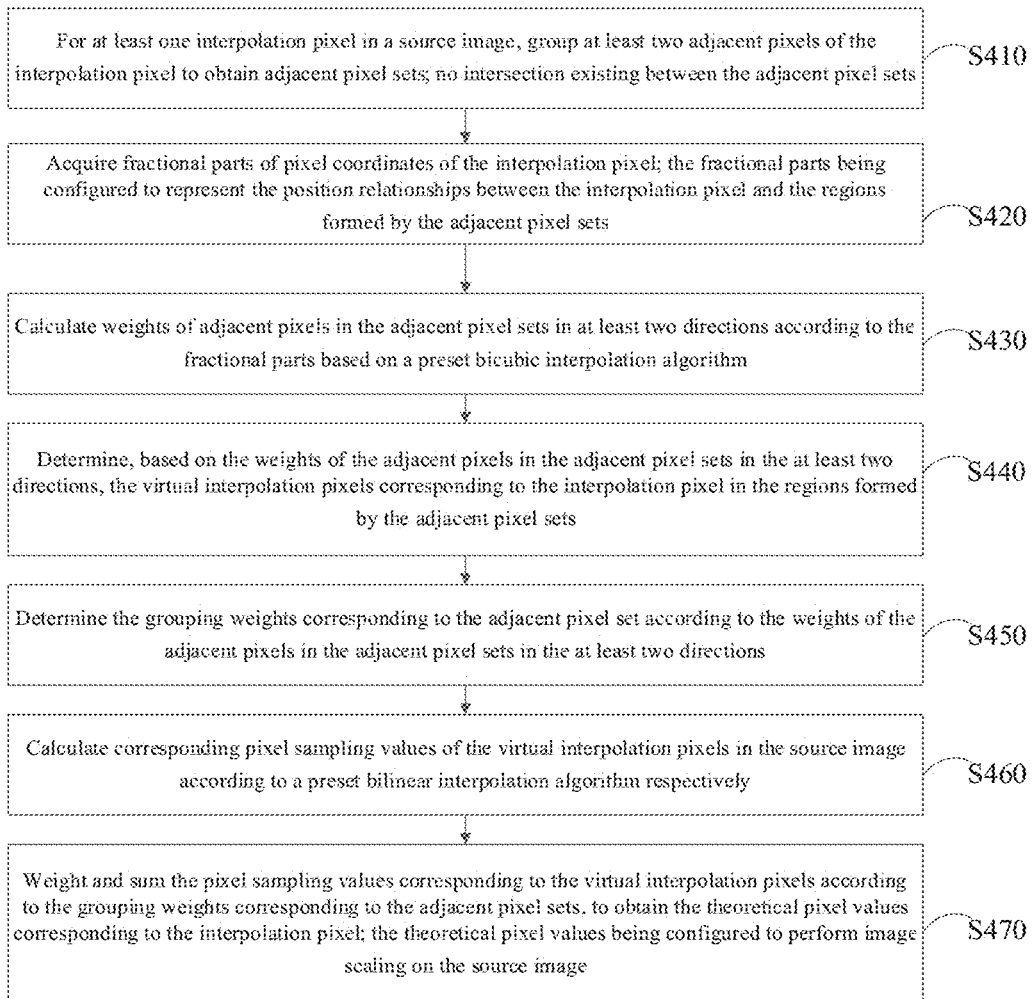 For at least one interpolation pixel in a source image, group at least two adjacent pixels of the
interpolation pixel to obtain adjacent pixel sets; no intersection existing between the adjacent pixel sets
S410
Acquire fractional parts of pixel coordinates of the interpolation pixel; the fractional parts being
configured to represent the position relationships between the interpolation pixel and the regions
formed by the adjacent pixel sets
S420
Calculate weights of adjacent pixels in the adjacent pixel sets in at least two directions according to the
fractional parts based on a preset bicubic interpolation algorithm
S430
Determine, based on the weights of the adjacent pixels in the adjacent pixel sets in the at least two
directions, the virtual interpolation pixels corresponding to the interpolation pixel in the regions formed
by the adjacent pixel sets
S440
Determine the grouping weights corresponding to the adjacent pixel set according to the weights of the
adjacent pixels in the adjacent pixel sets in the at least two directions
S450
Calculate corresponding pixel sampling values of the virtual interpolation pixels in the source image
according to a preset bilinear interpolation algorithm respectively
S460
Weight and sum the pixel sampling values corresponding to the virtual interpolation pixels according
to the grouping weights corresponding to the adjacent pixel sets, to obtain the theoretical pixel values
corresponding to the interpolation pixel; the theoretical pixel values being configured to perform image
scaling on the source image
S470